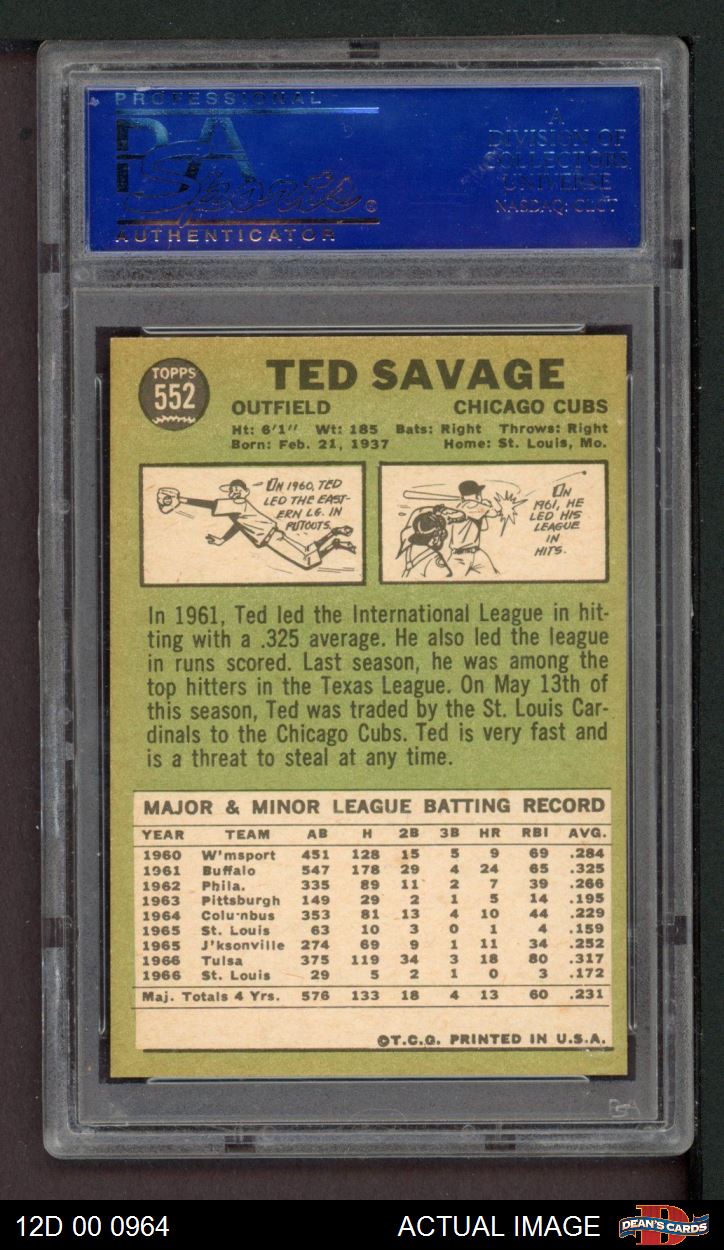 PROFESSIONAL
PSA
Sports ®
AUTHENTICATOR
A
DIVISION OF
COLLECTORS
UNIVERSE
NASDAQ: CLCT
TOPPS
552
TED SAVAGE
OUTFIELD CHICAGO CUBS
Ht: 6'1" Wt: 185 Bats: Right Throws: Right
Born: Feb. 21, 1937 Home: St. Louis, Mo.
ON 1960, TED
LED THE EAST-
ERN LG. IN
PUTOUTS.
IN
1961, HE
LED HIS
LEAGUE
IN
HITS.
In 1961, Ted led the International League in hit-
ting with a .325 average. He also led the league
in runs scored. Last season, he was among the
top hitters in the Texas League. On May 13th of
this season, Ted was traded by the St. Louis Car-
dinals to the Chicago Cubs. Ted is very fast and
is a threat to steal at any time.
MAJOR & MINOR LEAGUE BATTING RECORD
YEAR TEAM AB H 2B 3B HR RBI AVG.
1960 W'msport 451 128 15 5 9 69 .284
1961 Buffalo 547 178 29 4 24 65 .325
1962 Phila. 335 89 11 2 7 39 .266
1963 Pittsburgh 149 29 2 1 5 14 .195
1964 Columbus 353 81 13 4 10 44 .229
1965 St. Louis 63 10 3 0 1 4 .159
1965 J'ksonville 274 69 9 1 11 34 .252
1966 Tulsa 375 119 34 3 18 80 .317
1966 St. Louis 29 5 2 1 0 3 .172
Maj. Totals 4 Yrs. 576 133 18 4 13 60 .231
©T.C.G. PRINTED IN U.S.A.
PSA
12D 00 0964 ACTUAL IMAGE DEAN'S CARDS